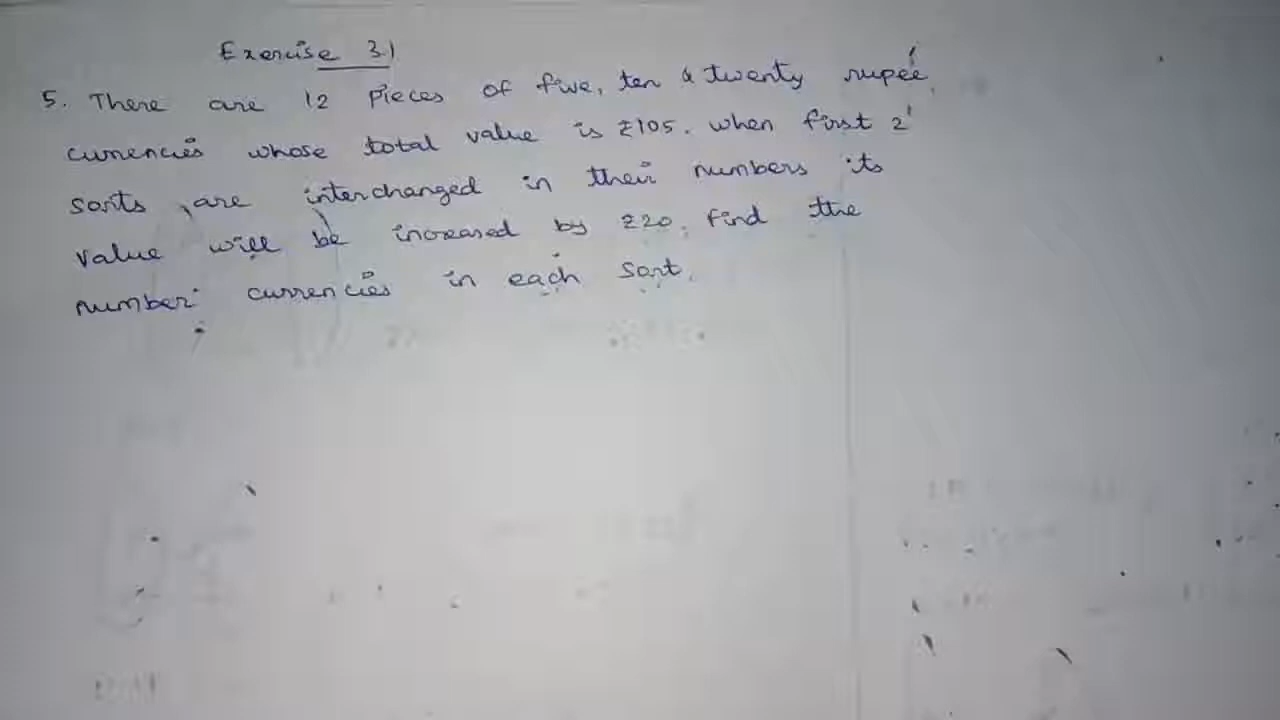 Exercise 3.1
5. There are 12 Pieces of five, ten & twenty rupee
currencies whose total value is ₹105. when first 2
sorts are interchanged in their numbers its
value will be increased by ₹20. Find the
number currencies in each sort.